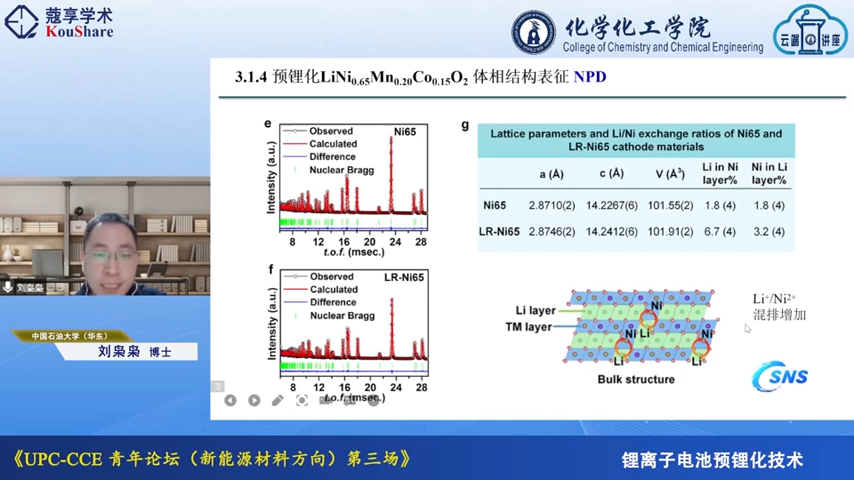 蔻享学术
KouShare
化学化工学院
College of Chemistry and Chemical Engineering
云端讲座
3.1.4 预锂化LiNi0.65Mn0.20Co0.15O2 体相结构表征 NPD
e
Observed
Calculated
Difference
Nuclear Bragg
Ni65
Intensity (a.u.)
8 12 16 20 24 28
t.o.f. (msec.)
f
Observed
Calculated
Difference
Nuclear Bragg
LR-Ni65
Intensity (a.u.)
8 12 16 20 24 28
t.o.f. (msec.)
g
Lattice parameters and Li/Ni exchange ratios of Ni65 and
LR-Ni65 cathode materials
a (Å) c (Å) V (Å3) Li in Ni layer% Ni in Li layer%
Ni65 2.8710(2) 14.2267(6) 101.55(2) 1.8 (4) 1.8 (4)
LR-Ni65 2.8746(2) 14.2412(6) 101.91(2) 6.7 (4) 3.2 (4)
Li layer
TM layer
Ni
Li
Ni
Li
Ni
Li
Bulk structure
Li+/Ni2+
混排增加
SNS
刘枭枭
中国石油大学（华东）
刘枭枭 博士
《UPC-CCE 青年论坛（新能源材料方向）第三场》
锂离子电池预锂化技术